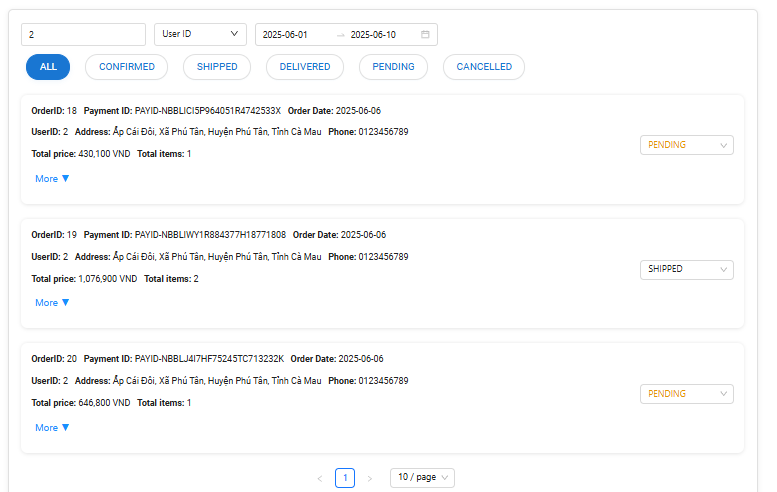 2 User ID 2025-06-01 → 2025-06-10
ALL CONFIRMED SHIPPED DELIVERED PENDING CANCELLED
OrderID: 18 Payment ID: PAYID-NBBLICI5P964051R4742533X Order Date: 2025-06-06
UserID: 2 Address: Ấp Cái Đôi, Xã Phú Tân, Huyện Phú Tân, Tỉnh Cà Mau Phone: 0123456789
PENDING
Total price: 430,100 VND Total items: 1
More ▼
OrderID: 19 Payment ID: PAYID-NBBLIWY1R884377H18771808 Order Date: 2025-06-06
UserID: 2 Address: Ấp Cái Đôi, Xã Phú Tân, Huyện Phú Tân, Tỉnh Cà Mau Phone: 0123456789
SHIPPED
Total price: 1,076,900 VND Total items: 2
More ▼
OrderID: 20 Payment ID: PAYID-NBBLJ4I7HF75245TC713232K Order Date: 2025-06-06
UserID: 2 Address: Ấp Cái Đôi, Xã Phú Tân, Huyện Phú Tân, Tỉnh Cà Mau Phone: 0123456789
PENDING
Total price: 646,800 VND Total items: 1
More ▼
< 1 > 10 / page